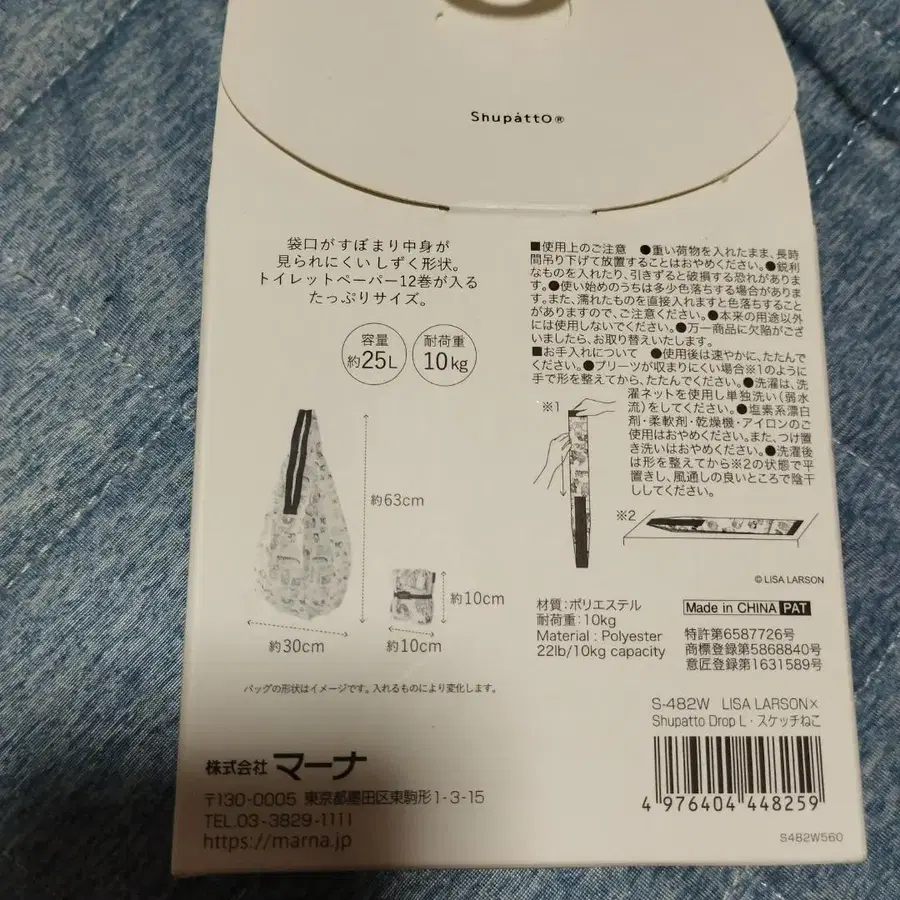 Shupatto®
袋口がすぼまり中身が
見られにくいしずく形状。
トイレットペーパー12巻が入る
たっぷりサイズ。
容量
約25L
耐荷重
10kg
約63cm
約30cm
約10cm
約10cm
バッグの形状はイメージです。入れるものにより変化します。
■使用上のご注意 ●重い荷物を入れたまま、長時
間吊り下げて放置することはおやめください。●鋭利
なものを入れたり、引きずると破損する恐れがありま
す。●使い始めのうちは多少色落ちする場合がありま
す。また、濡れたものを直接入れますと色落ちすること
がありますので、ご注意ください。●本来の用途以外
には使用しないでください。●万一商品に欠陥がござ
いましたら、お取り替えいたします。
■お手入れについて ●使用後は速やかに、たたんで
ください。●プリーツが収まりにくい場合※1のように
手で形を整えてから、たたんでください。●洗濯は、洗
濯ネットを使用し単独洗い（弱水
流）をしてください。●塩素系漂白
剤・柔軟剤・乾燥機・アイロンのご
使用はおやめください。また、つけ置
き洗いはおやめください。●洗濯後
は形を整えてから※2の状態で平
置きし、風通しの良いところで陰干
ししてください。
※1
※2
© LISA LARSON
材質：ポリエステル
耐荷重：10kg
Material : Polyester
22lb/10kg capacity
Made in CHINA PAT
特許第6587726号
商標登録第5868840号
意匠登録第1631589号
S-482W LISA LARSON×
Shupatto Drop L・スケッチねこ
4 976404 448259
S482W560
株式会社 マーナ
〒130-0005 東京都墨田区東駒形1-3-15
TEL.03-3829-1111
https://marna.jp